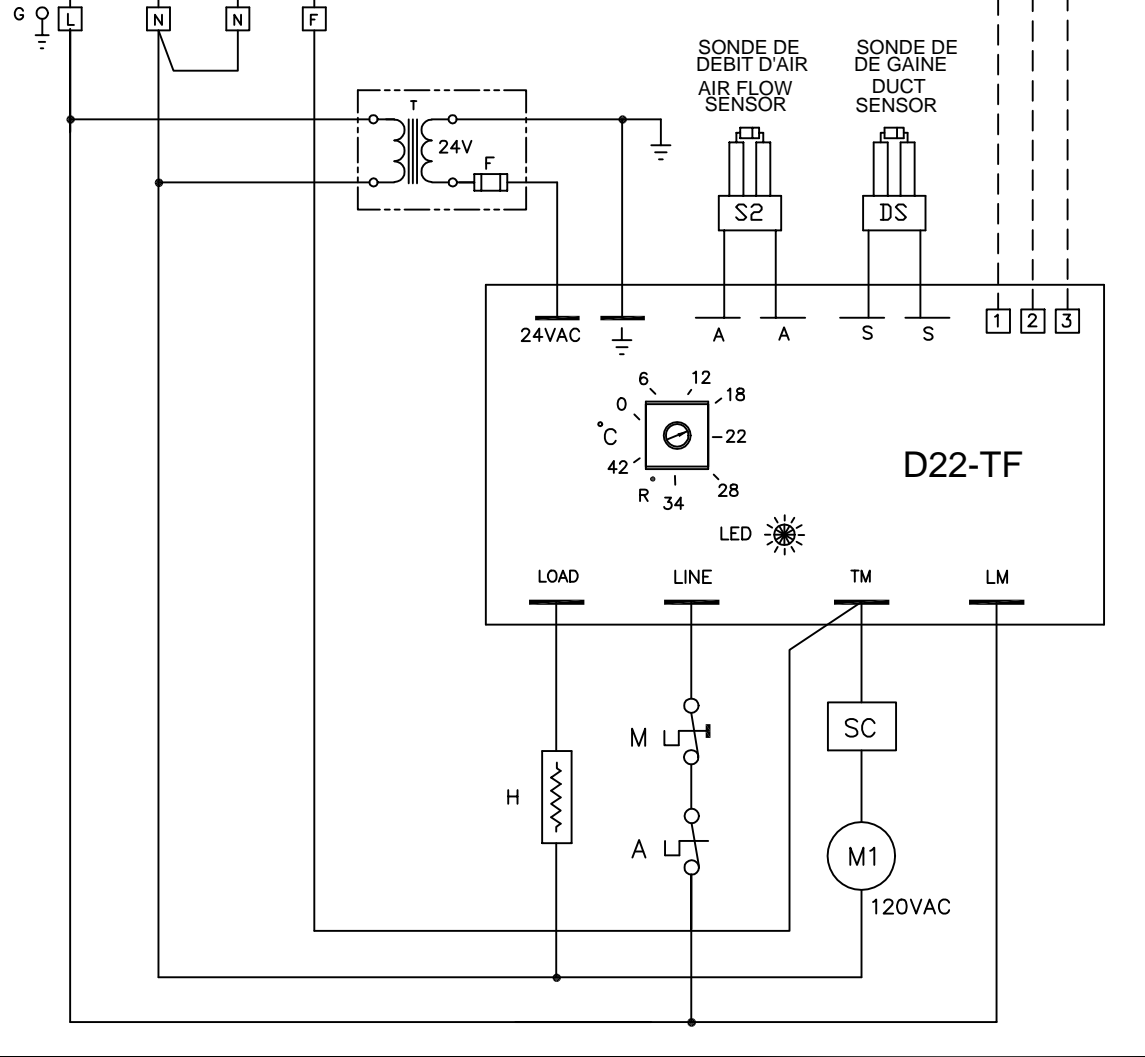 G L N N F
SONDE DE
DEBIT D'AIR
AIR FLOW
SENSOR
SONDE DE
DE GAINE
DUCT
SENSOR
T
24V
F
S2
DS
24VAC
A A S S
1 2 3
0
6
12
18
22
28
34
42
°C
R°
D22-TF
LED
LOAD LINE TM LM
M
SC
H
A
M1
120VAC